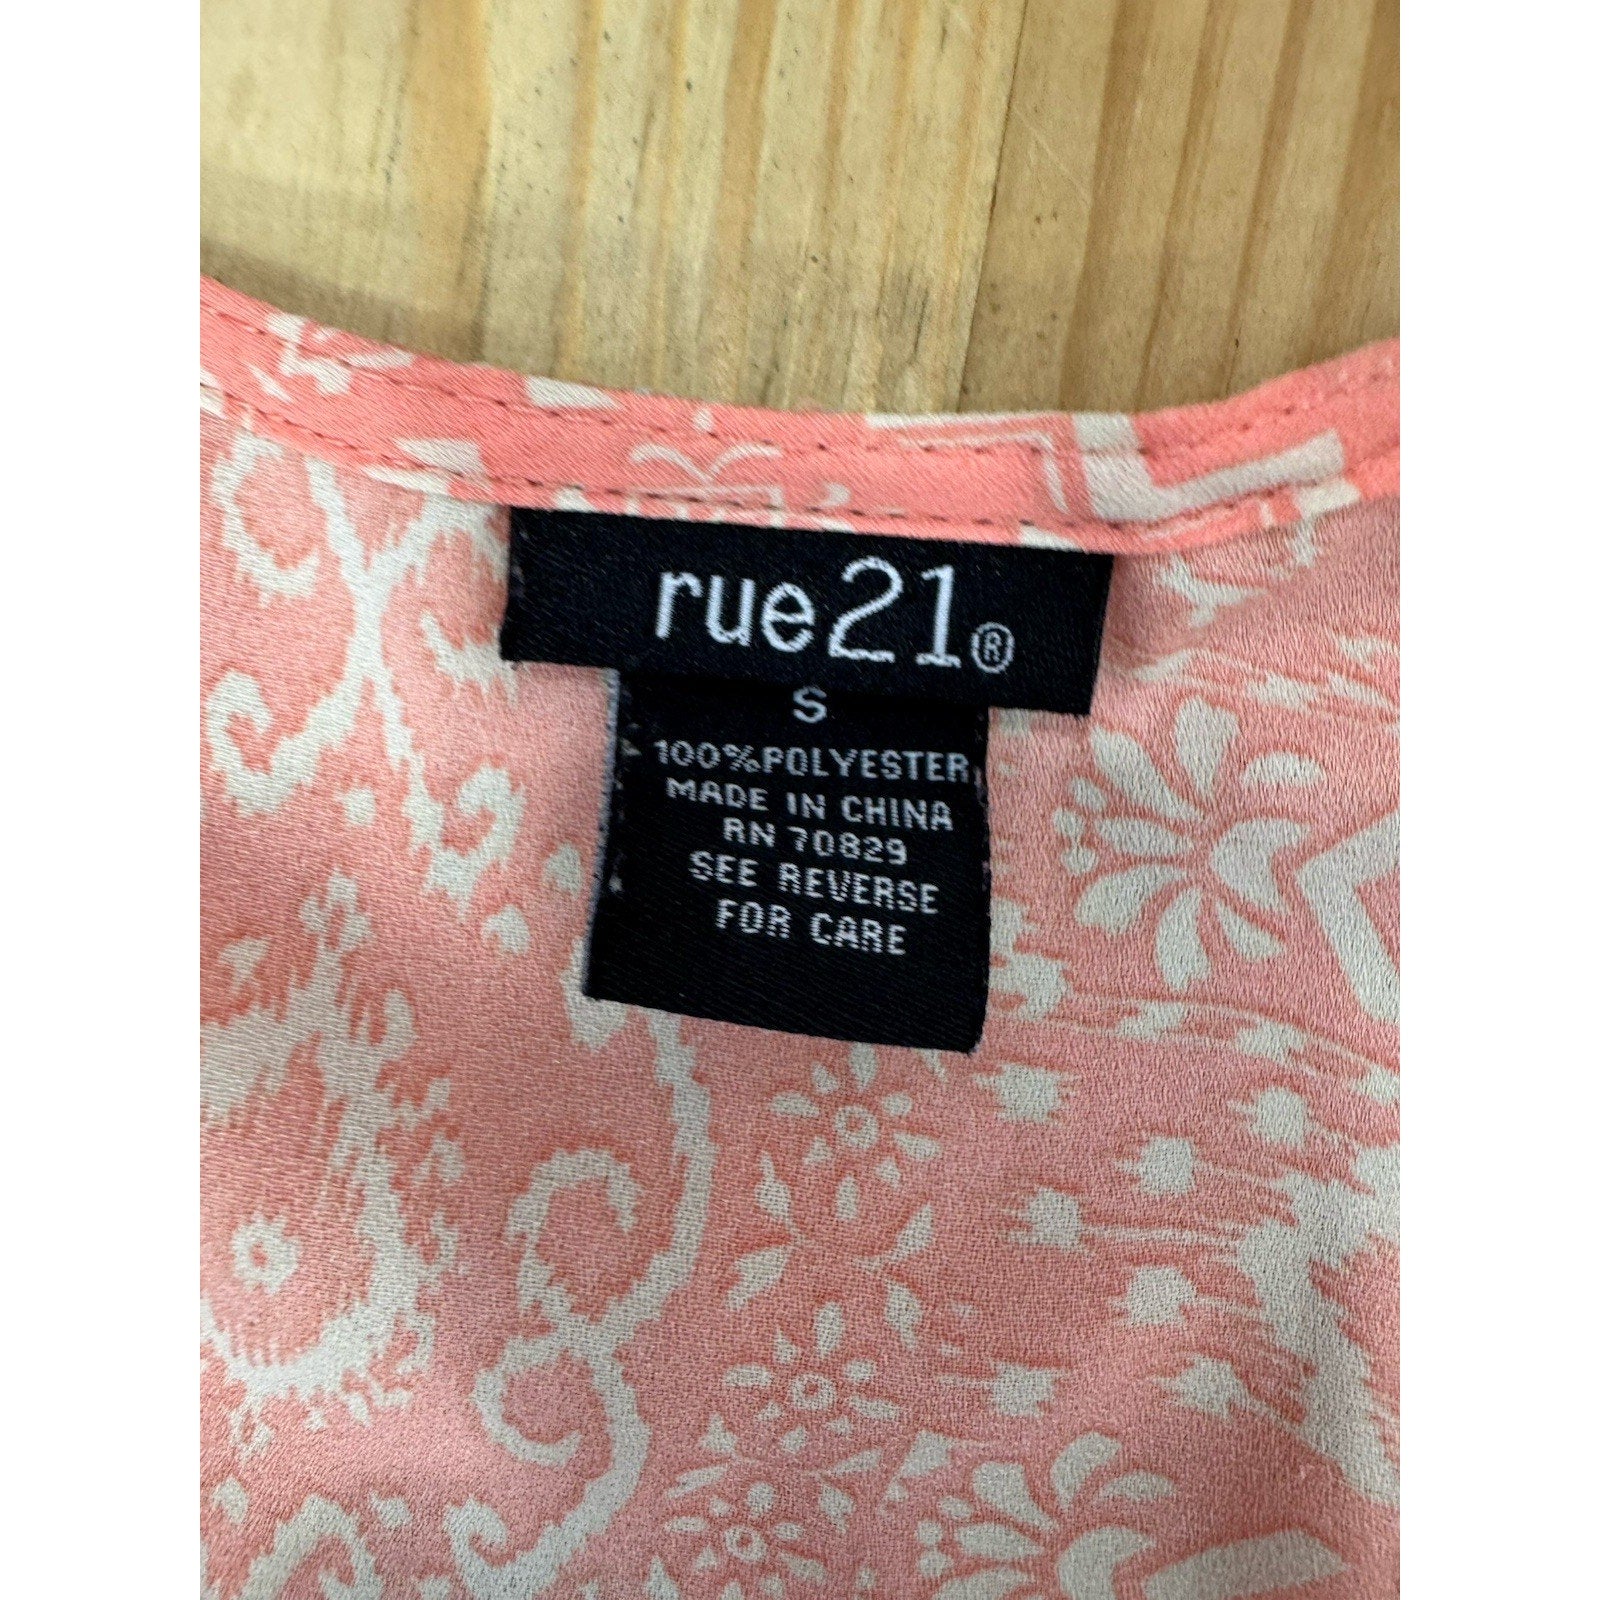 rue21®
S
100%POLYESTER
MADE IN CHINA
RN 70829
SEE REVERSE
FOR CARE